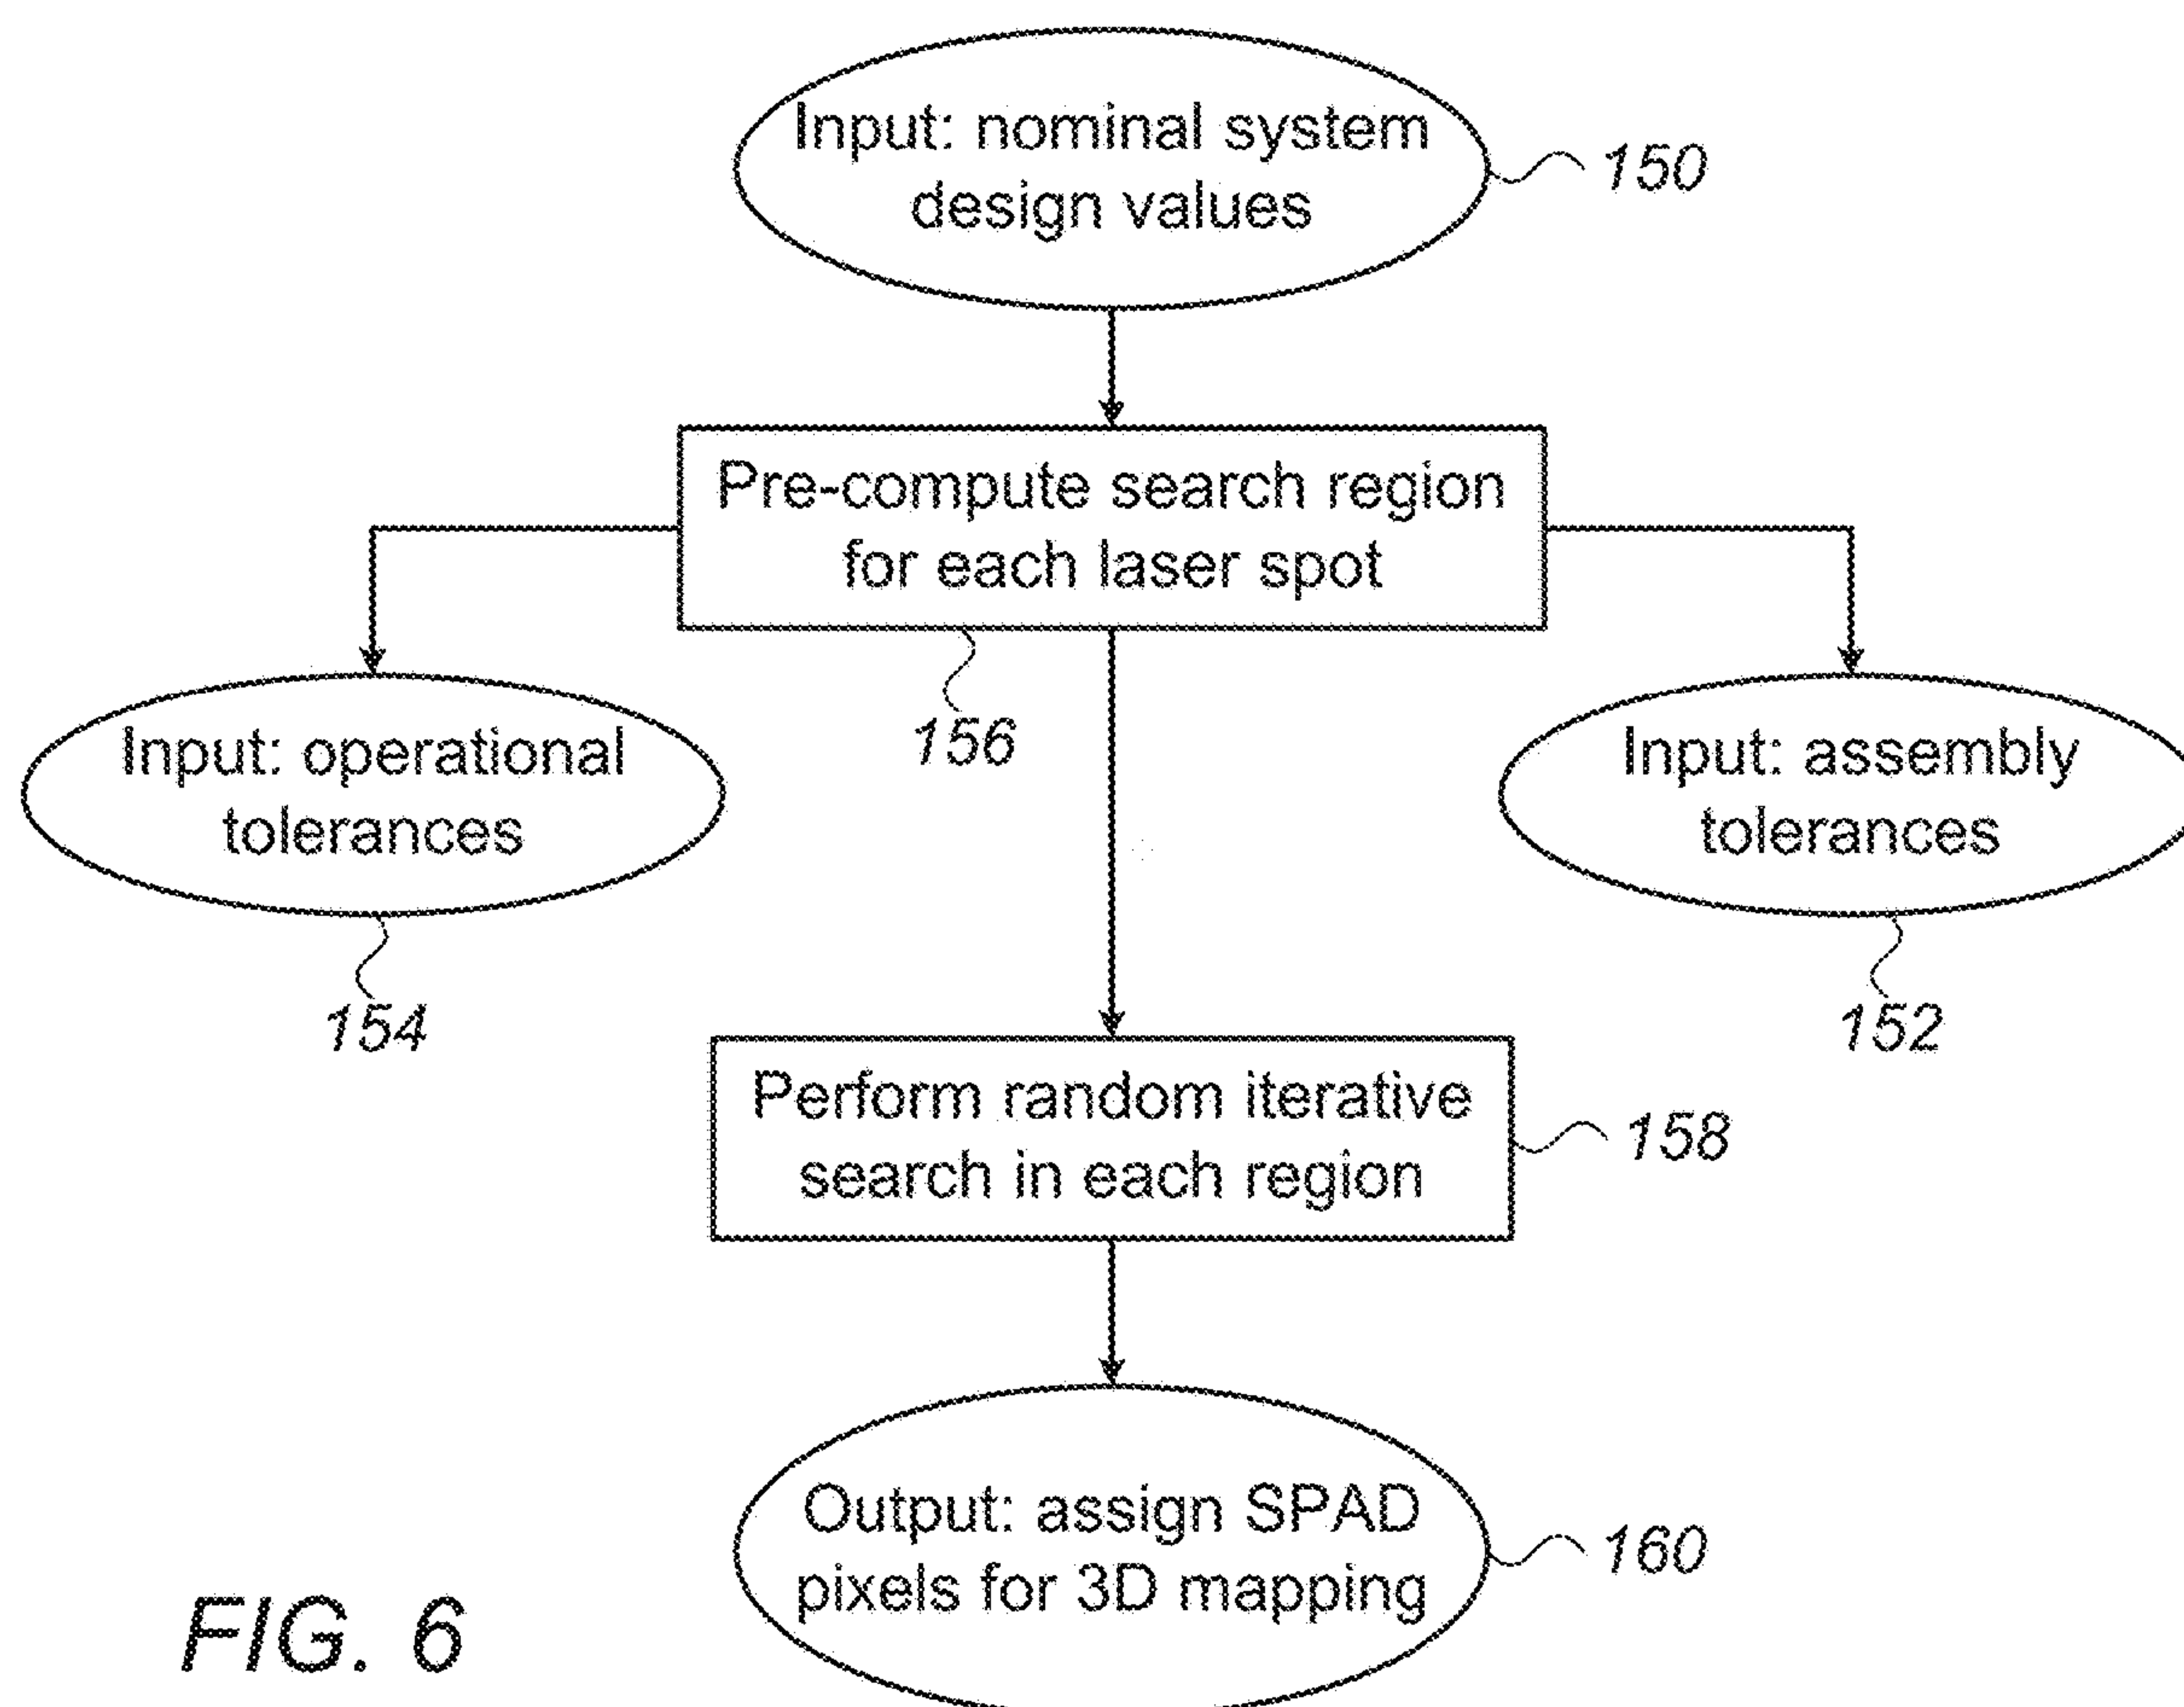 Input: nominal system
design values
150
Pre-compute search region
for each laser spot
156
Input: operational
tolerances
154
Input: assembly
tolerances
152
Perform random iterative
search in each region
158
Output: assign SPAD
pixels for 3D mapping
160
FIG. 6